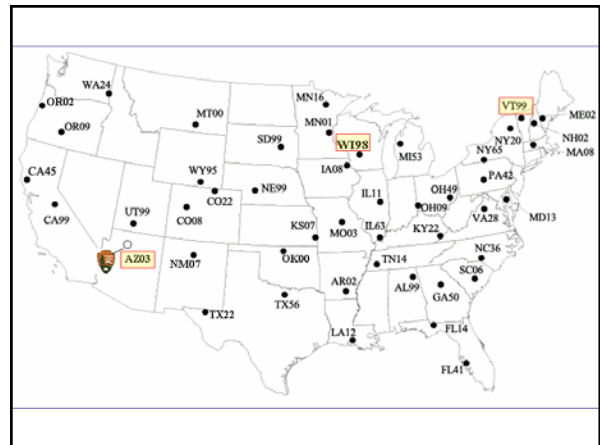 WA24
OR02
OR09
MT00
MN16
MN01
WI98
SD99
IA08
MI53
VT99
ME02
NH02
MA08
NY20
NY65
PA42
CA45
CA99
UT99
WY95
CO22
CO08
NE99
IL11
OH49
OH09
VA28
MD13
KS07
MO03
IL63
KY22
AZ03
NM07
OK00
TN14
NC36
SC06
AR02
AL99
GA50
TX22
TX56
LA12
FL14
FL41